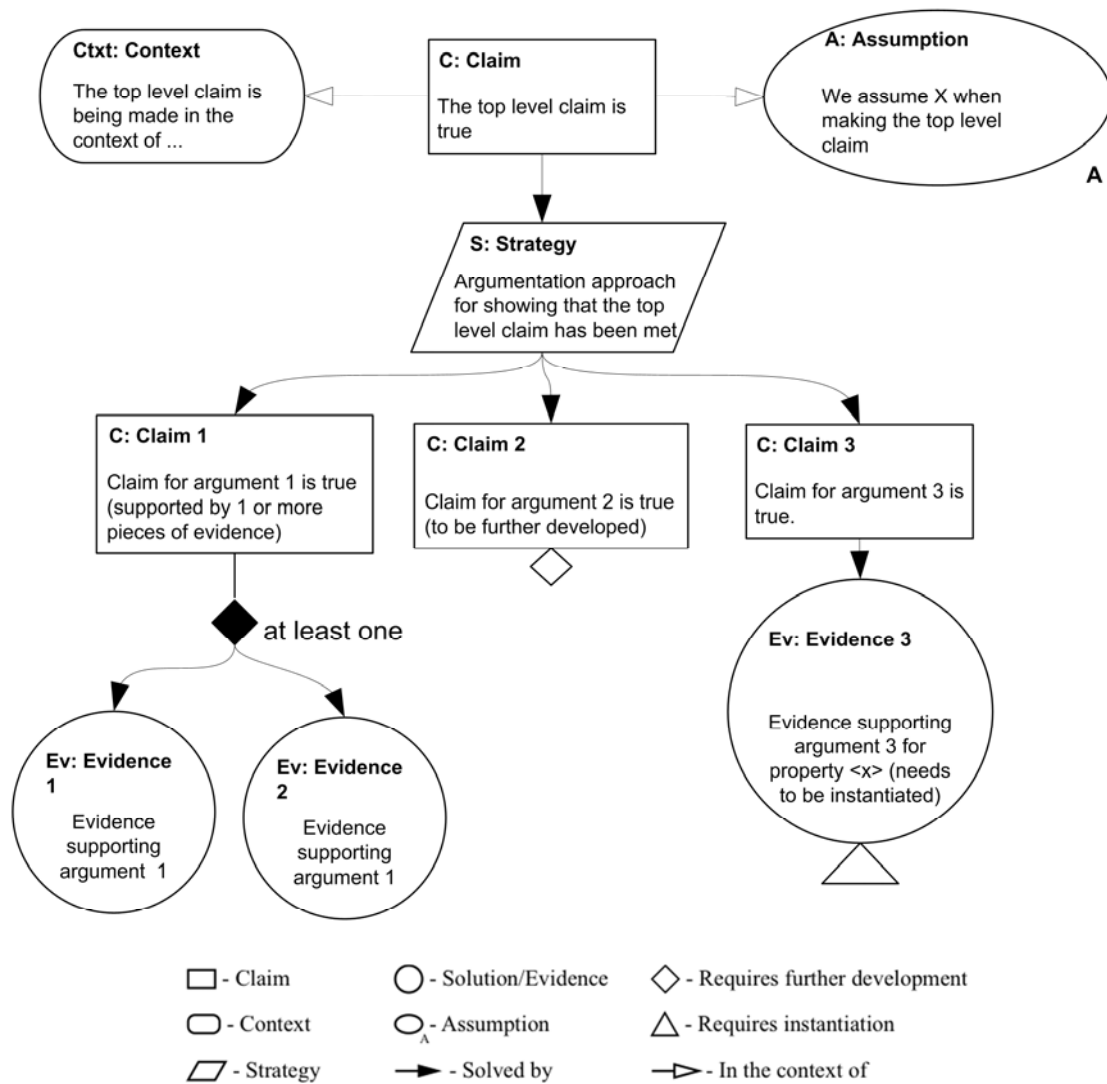 Ctxt: Context
The top level claim is
being made in the
context of ...
C: Claim
The top level claim is
true
A: Assumption
We assume X when
making the top level
claim
A
S: Strategy
Argumentation approach
for showing that the top
level claim has been met
C: Claim 1
Claim for argument 1 is true
(supported by 1 or more
pieces of evidence)
C: Claim 2
Claim for argument 2 is true
(to be further developed)
C: Claim 3
Claim for argument 3 is
true.
at least one
Ev: Evidence
1
Evidence
supporting
argument 1
Ev: Evidence
2
Evidence
supporting
argument 1
Ev: Evidence 3
Evidence supporting
argument 3 for
property <x> (needs
to be instantiated)
- Claim
- Solution/Evidence
- Requires further development
- Context
A
- Assumption
- Requires instantiation
- Strategy
- Solved by
- In the context of